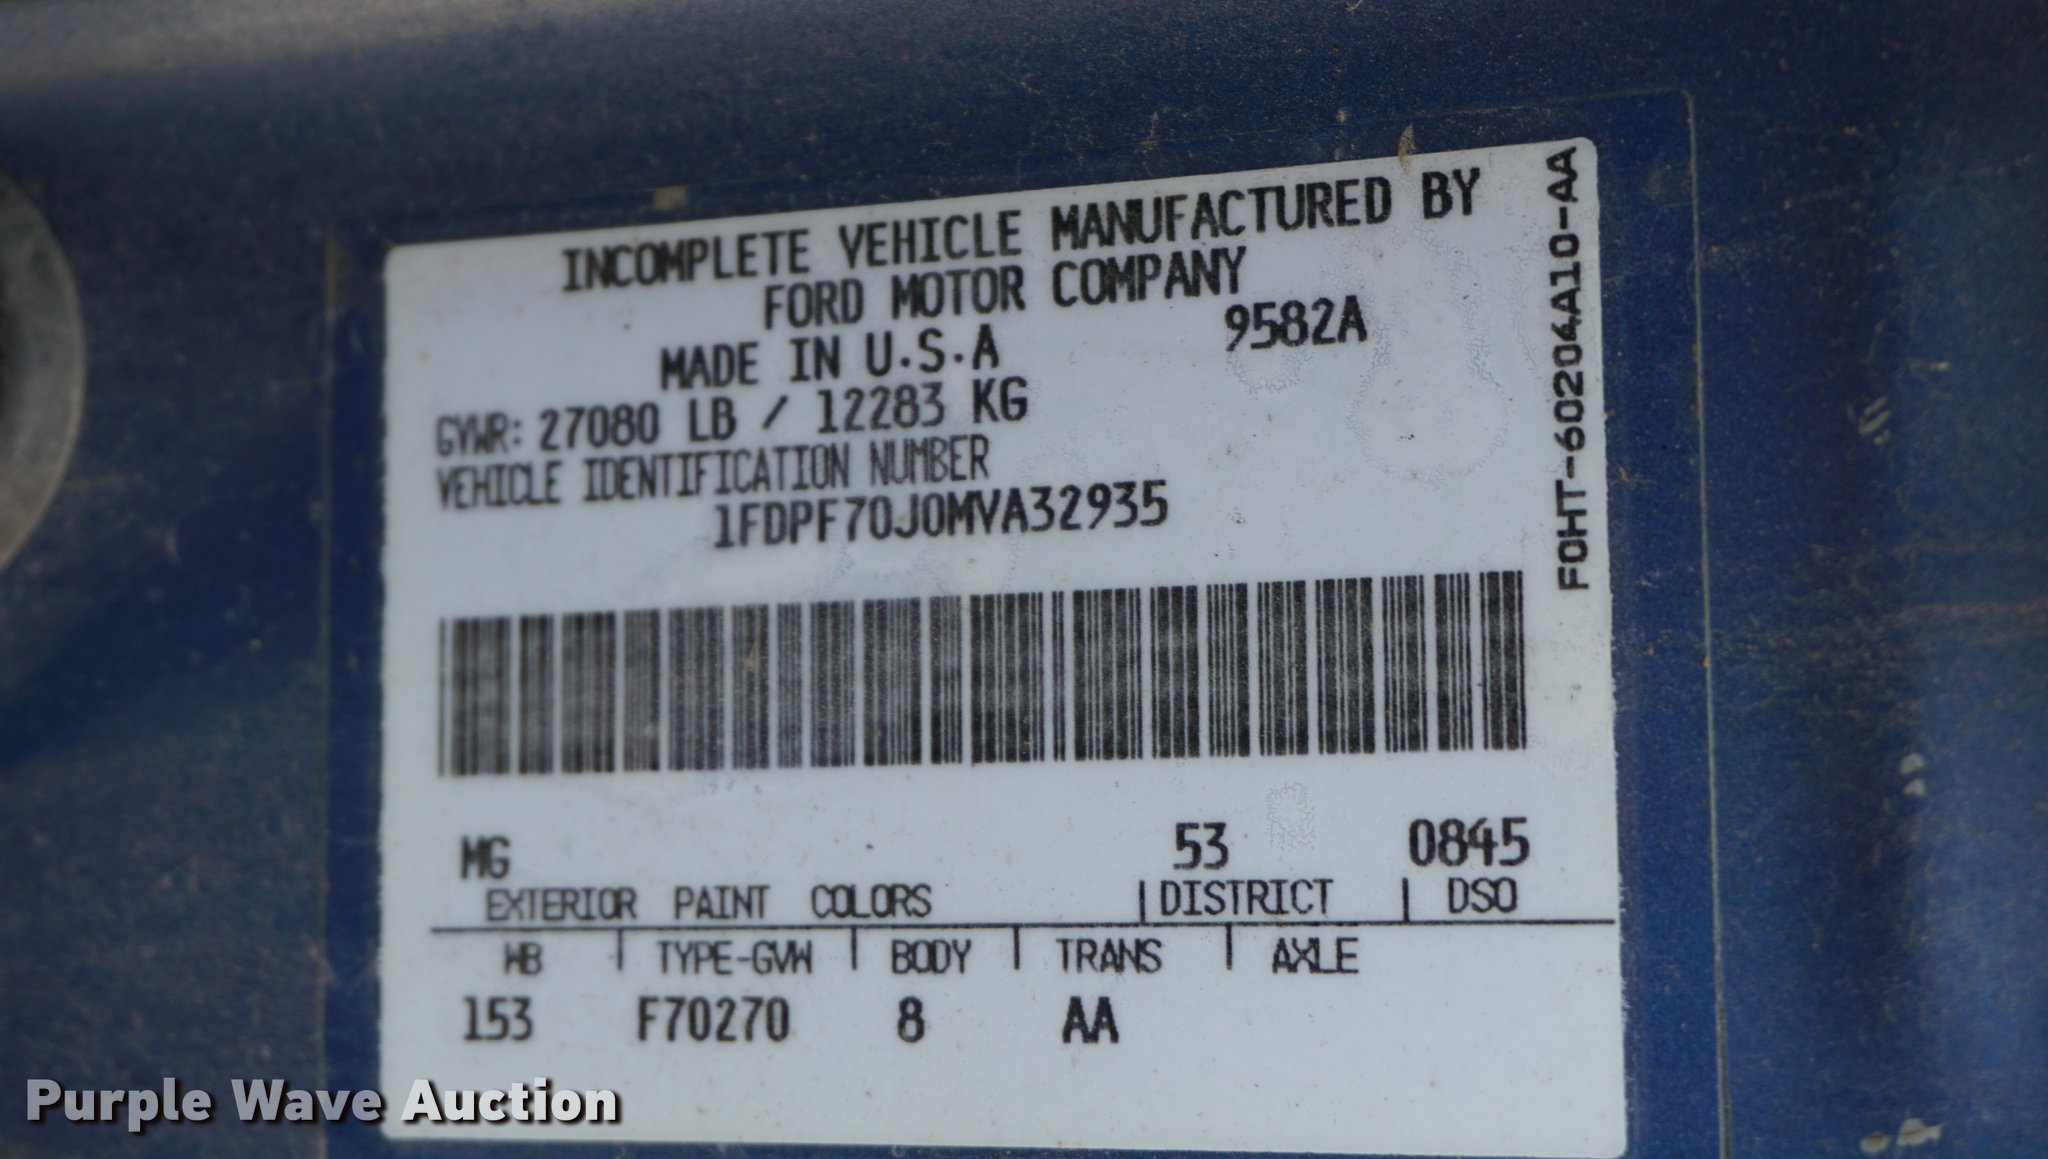 INCOMPLETE VEHICLE MANUFACTURED BY
FORD MOTOR COMPANY
MADE IN U.S.A 9582A
GVWR: 27080 LB / 12283 KG
VEHICLE IDENTIFICATION NUMBER
1FDPF70J0MVA32935
F0HT-60204A10-AA
MG 53 0845
EXTERIOR PAINT COLORS | DISTRICT | DSO
WB | TYPE-GVW | BODY | TRANS | AXLE
153 F70270 8 AA
Purple Wave Auction